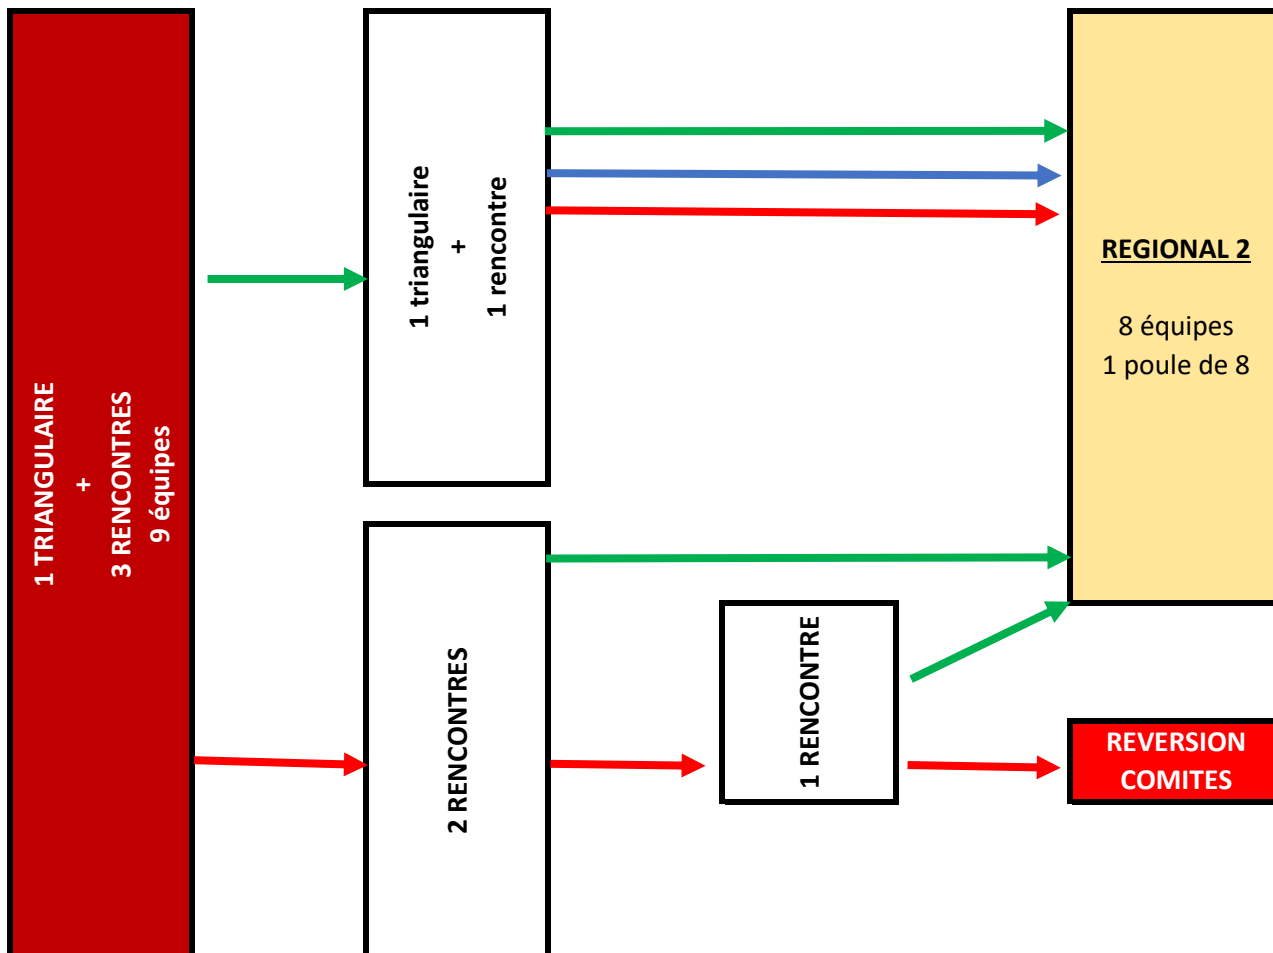 1 TRIANGULAIRE
+
3 RENCONTRES
9 équipes
1 triangulaire
+
1 rencontre
2 RENCONTRES
1 RENCONTRE
REGIONAL 2
8 équipes
1 poule de 8
REVERSION
COMITES